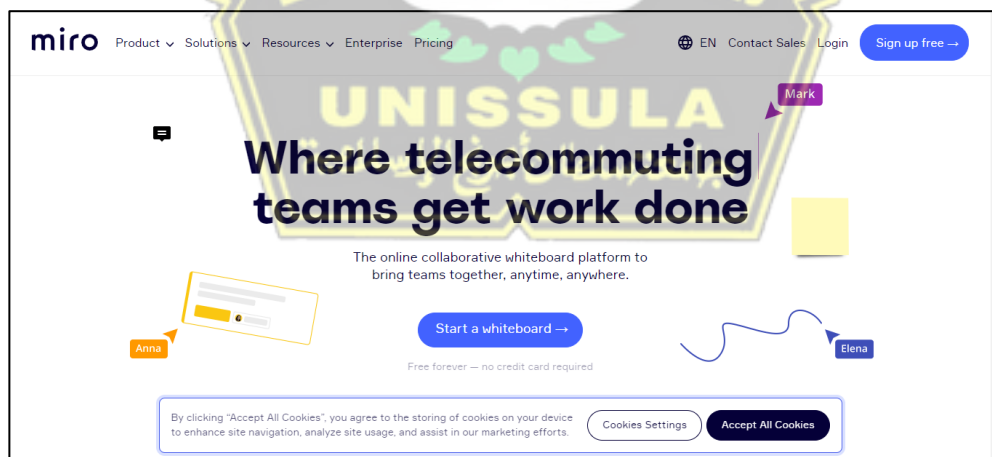 miro Product Solutions Resources Enterprise Pricing EN Contact Sales Login Sign up free →
Mark
UNISSULA
Where telecommuting
teams get work done
The online collaborative whiteboard platform to
bring teams together, anytime, anywhere.
Start a whiteboard →
Anna
Elena
Free forever — no credit card required
By clicking “Accept All Cookies”, you agree to the storing of cookies on your device
to enhance site navigation, analyze site usage, and assist in our marketing efforts.
Cookies Settings
Accept All Cookies